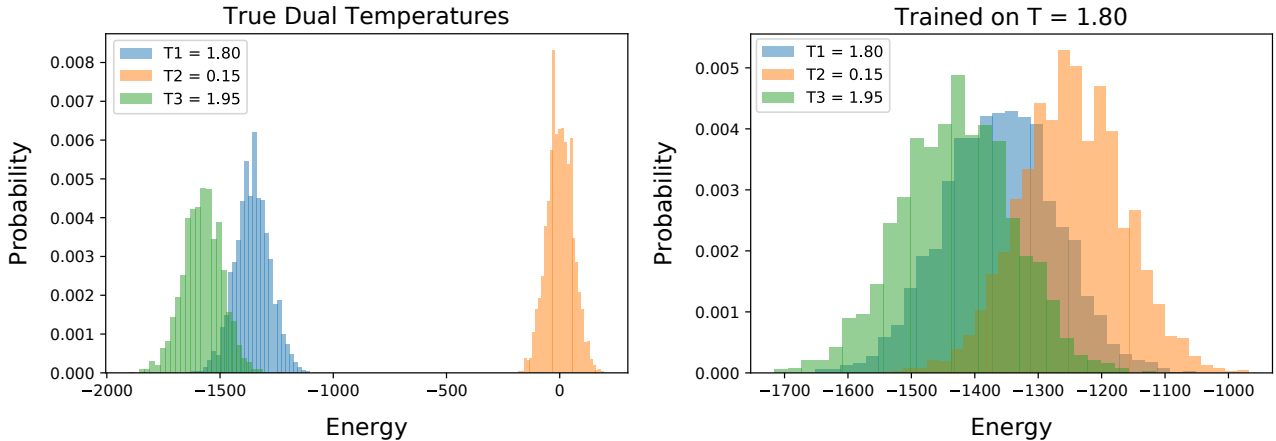 True Dual Temperatures
T1 = 1.80
T2 = 0.15
T3 = 1.95
Probability
0.008
0.007
0.006
0.005
0.004
0.003
0.002
0.001
0.000
−2000 −1500 −1000 −500 0
Energy
Trained on T = 1.80
T1 = 1.80
T2 = 0.15
T3 = 1.95
Probability
0.005
0.004
0.003
0.002
0.001
0.000
−1700 −1600 −1500 −1400 −1300 −1200 −1100 −1000
Energy